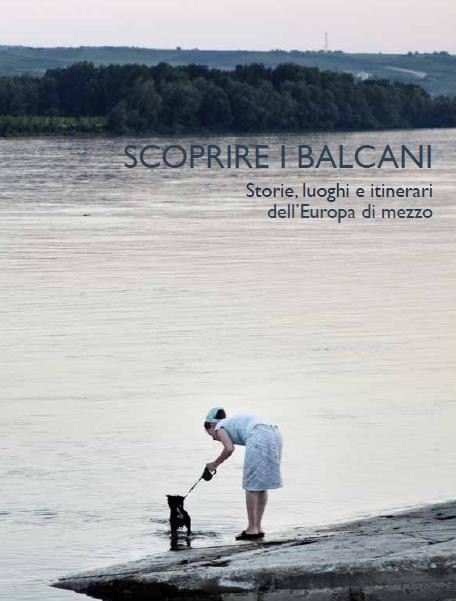 SCOPRIRE I BALCANI
Storie, luoghi e itinerari
dell'Europa di mezzo